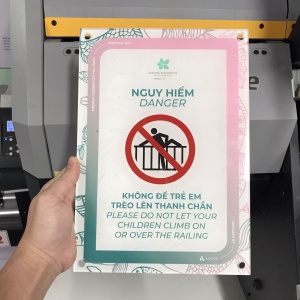 NGUY HIỂM
DANGER
KHÔNG ĐỂ TRẺ EM
TRÈO LÊN THANH CHẮN
PLEASE DO NOT LET YOUR
CHILDREN CLIMB ON
OR OVER THE RAILING